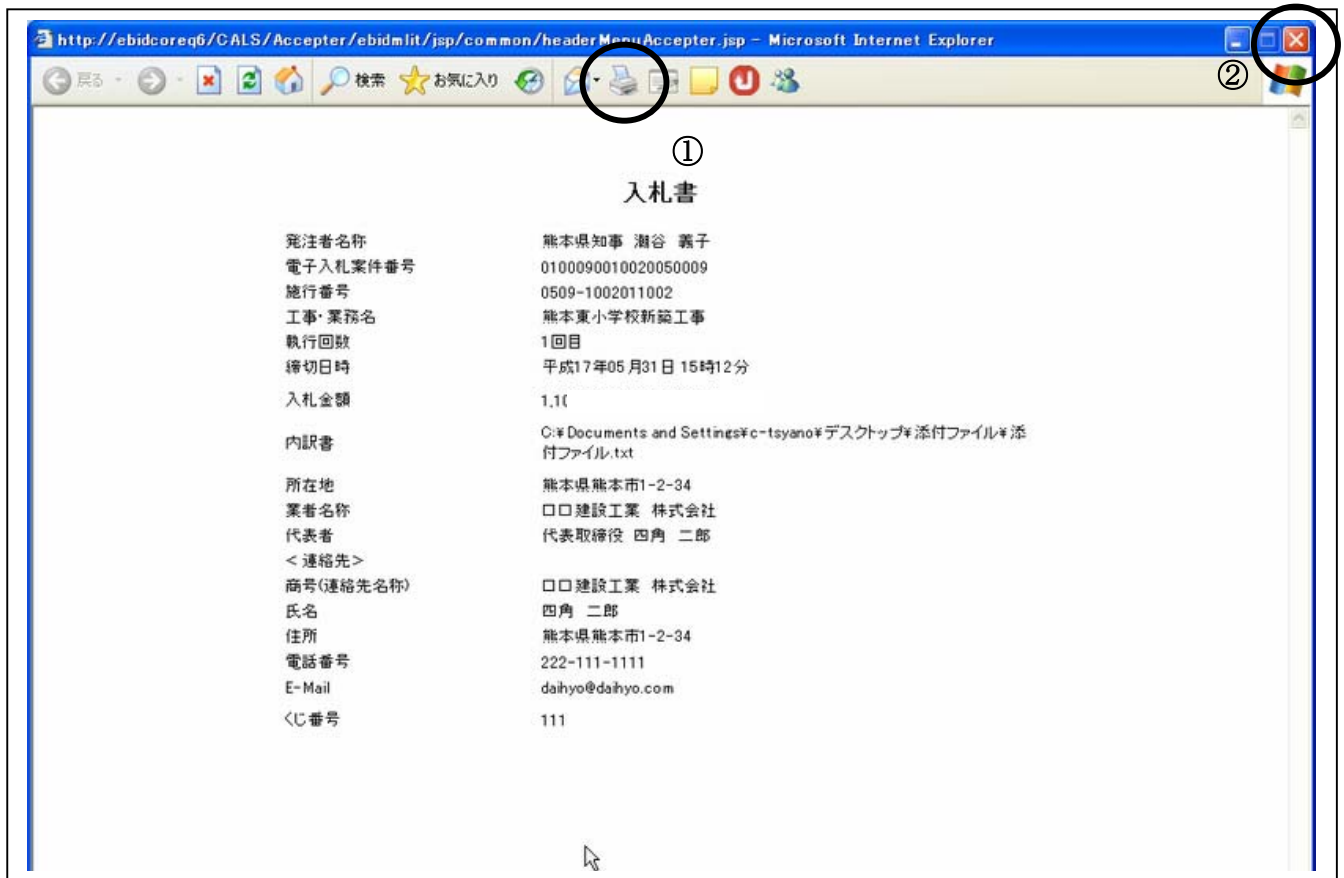 http://ebidcoreq6/CALS/Accepter/ebidmlit/jsp/common/headerMenuAccepter.jsp - Microsoft Internet Explorer
戻る 検索 お気に入り
②
①
入札書
発注者名称 熊本県知事 潮谷 義子
電子入札案件番号 0100090010020050009
施行番号 0509-1002011002
工事・業務名 熊本東小学校新築工事
執行回数 1回目
締切日時 平成17年05月31日 15時12分
入札金額 1,10
内訳書 C:¥Documents and Settings¥c-tsyano¥デスクトップ¥添付ファイル¥添
付ファイル.txt
所在地 熊本県熊本市1-2-34
業者名称 口口建設工業 株式会社
代表者 代表取締役 四角 二郎
<連絡先>
商号(連絡先名称) 口口建設工業 株式会社
氏名 四角 二郎
住所 熊本県熊本市1-2-34
電話番号 222-111-1111
E-Mail daihyo@daihyo.com
くじ番号 111